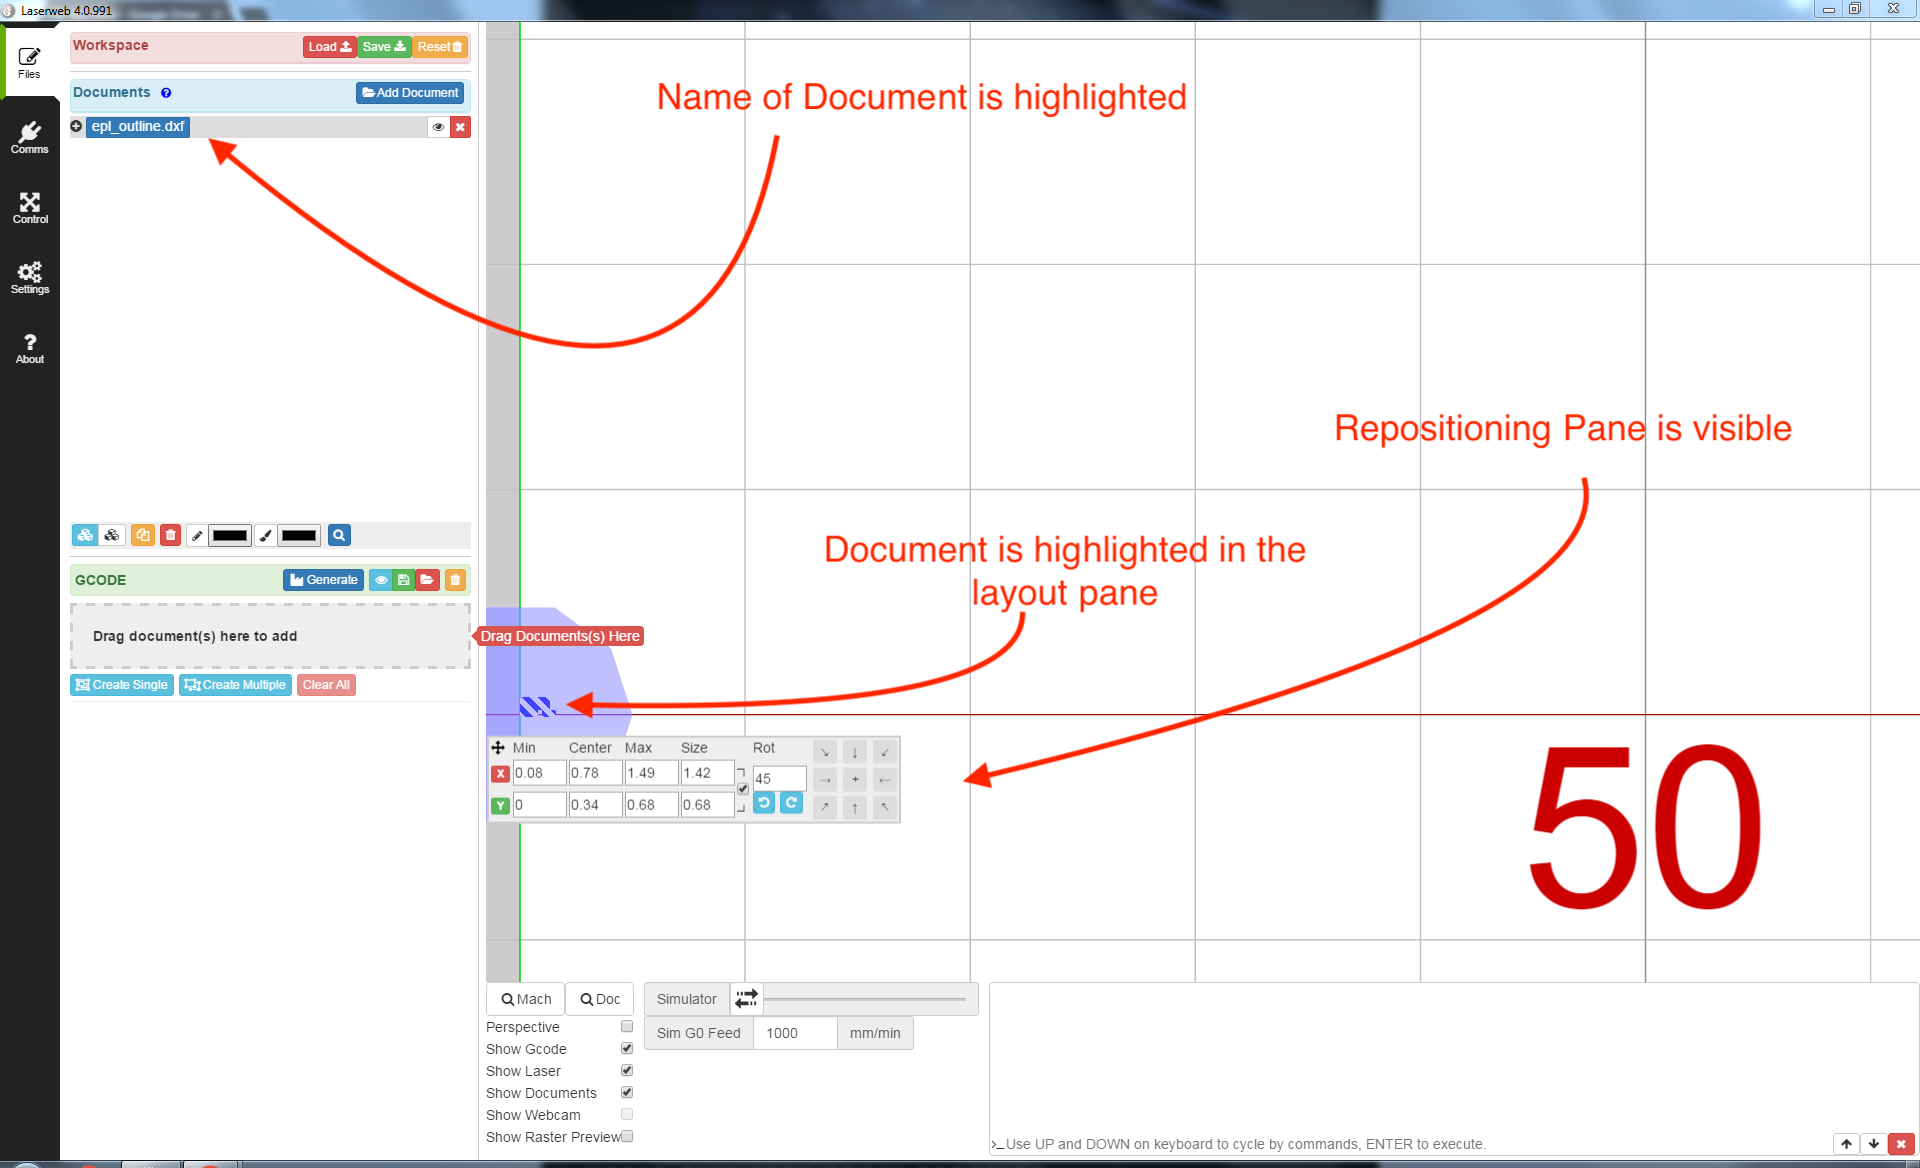 Laserweb 4.0.991
Files
Comms
Control
Settings
? About
Workspace
Load Save Reset
Documents ?
Add Document
epl_outline.dxf
Name of Document is highlighted
Repositioning Pane is visible
Document is highlighted in the
layout pane
GCODE
Generate
Drag document(s) here to add
Drag Documents(s) Here
Create Single Create Multiple Clear All
Min Center Max Size Rot
X 0.08 0.78 1.49 1.42 45
Y 0 0.34 0.68 0.68
50
Mach Doc
Simulator
Sim G0 Feed 1000 mm/min
Perspective
Show Gcode
Show Laser
Show Documents
Show Webcam
Show Raster Preview
>_Use UP and DOWN on keyboard to cycle by commands, ENTER to execute.